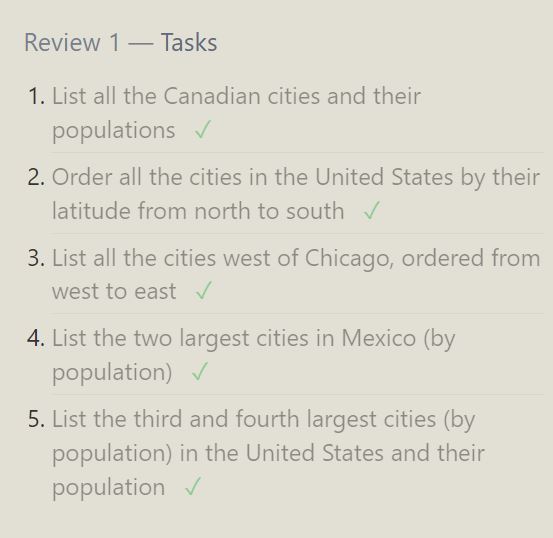 Review 1 — Tasks
1. List all the Canadian cities and their
populations ✓
2. Order all the cities in the United States by their
latitude from north to south ✓
3. List all the cities west of Chicago, ordered from
west to east ✓
4. List the two largest cities in Mexico (by
population) ✓
5. List the third and fourth largest cities (by
population) in the United States and their
population ✓